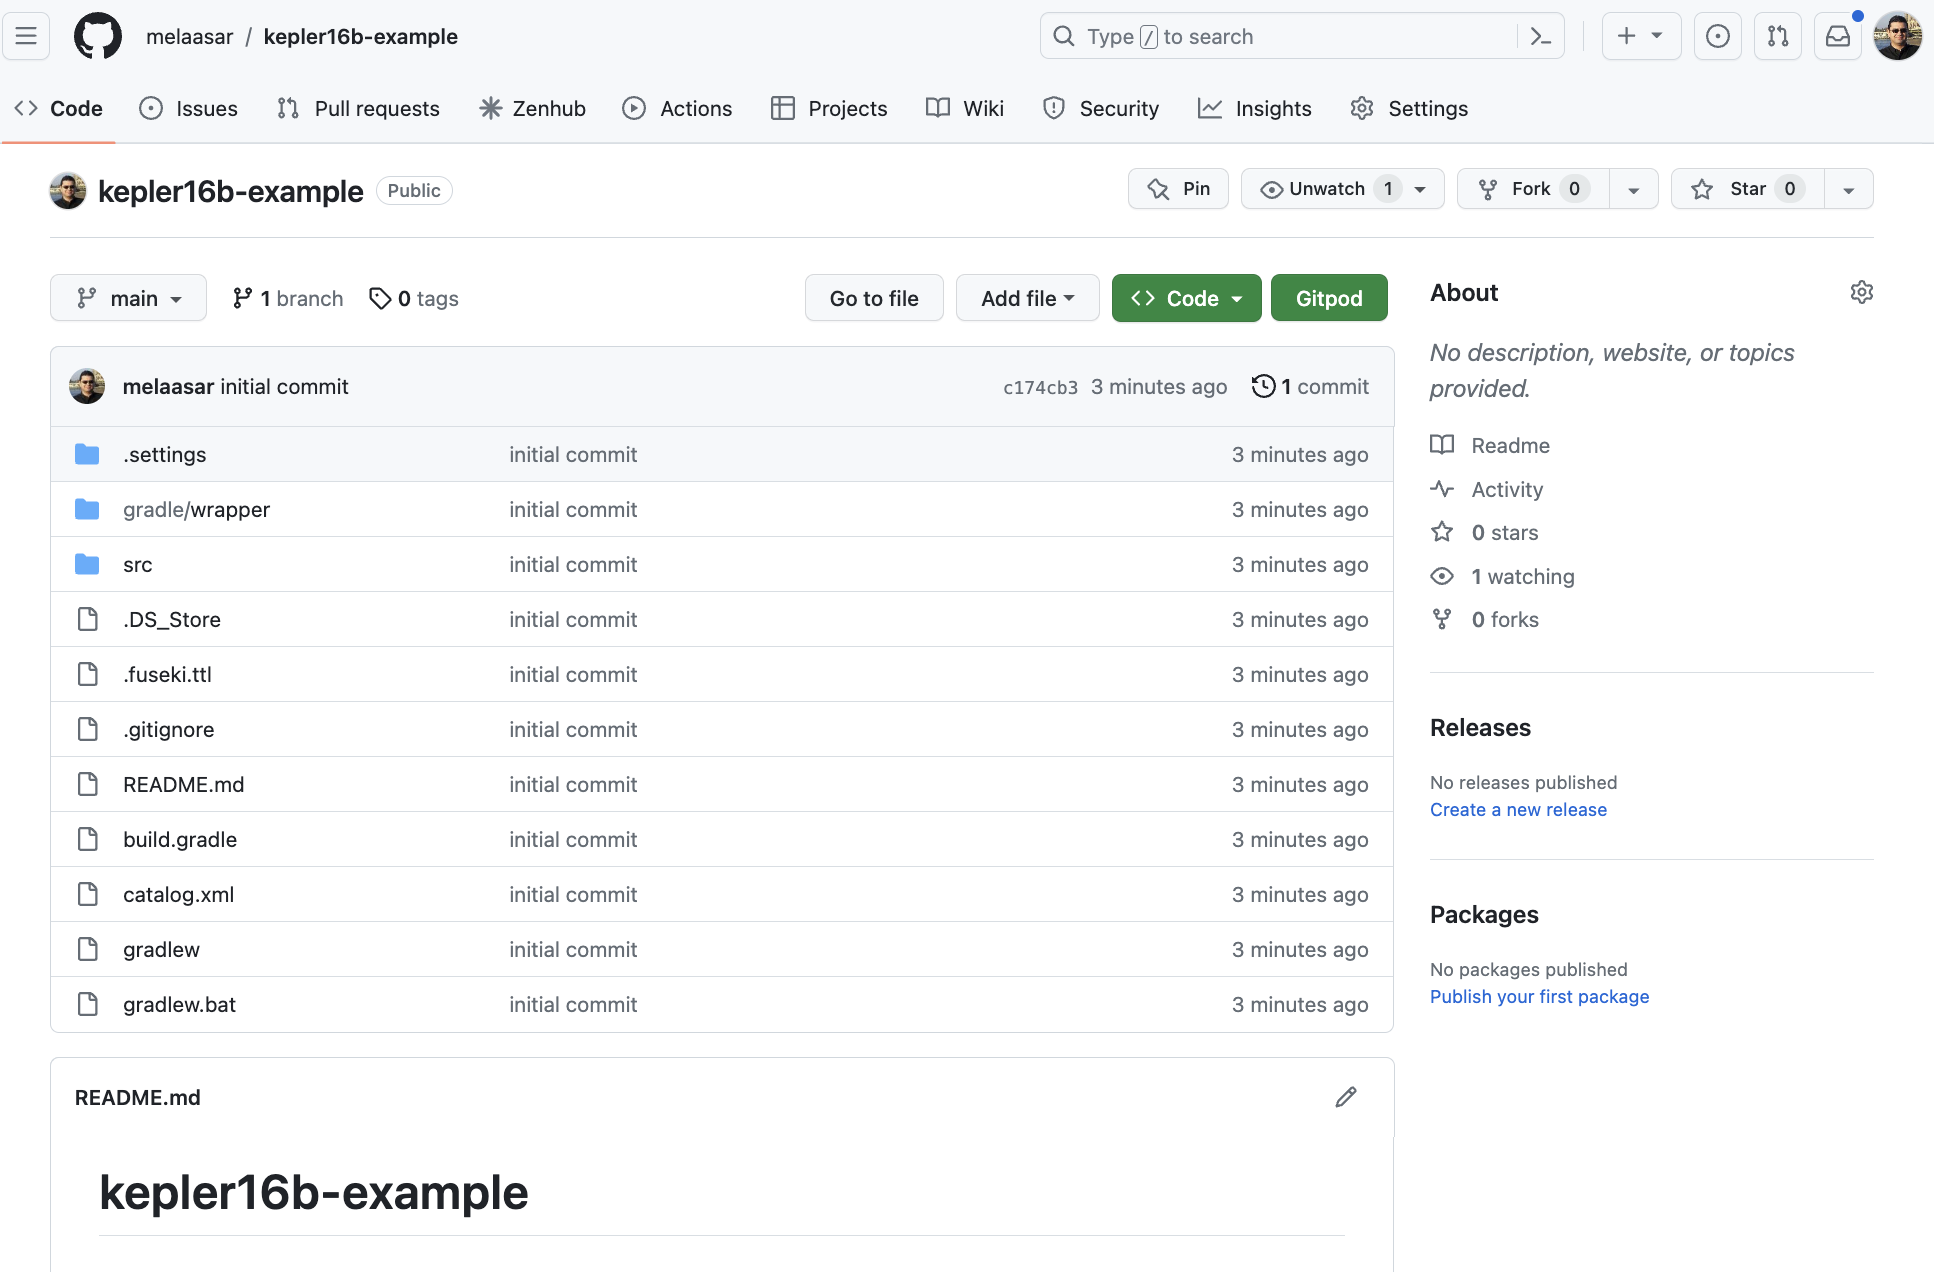 melaasar / kepler16b-example
Type / to search
Code Issues Pull requests Zenhub Actions Projects Wiki Security Insights Settings
kepler16b-example Public
Pin Unwatch 1 Fork 0 Star 0
main 1 branch 0 tags Go to file Add file Code Gitpod
melaasar initial commit c174cb3 3 minutes ago 1 commit
.settings initial commit 3 minutes ago
gradle/wrapper initial commit 3 minutes ago
src initial commit 3 minutes ago
.DS_Store initial commit 3 minutes ago
.fuseki.ttl initial commit 3 minutes ago
.gitignore initial commit 3 minutes ago
README.md initial commit 3 minutes ago
build.gradle initial commit 3 minutes ago
catalog.xml initial commit 3 minutes ago
gradlew initial commit 3 minutes ago
gradlew.bat initial commit 3 minutes ago
README.md
kepler16b-example
About
No description, website, or topics
provided.
Readme
Activity
0 stars
1 watching
0 forks
Releases
No releases published
Create a new release
Packages
No packages published
Publish your first package